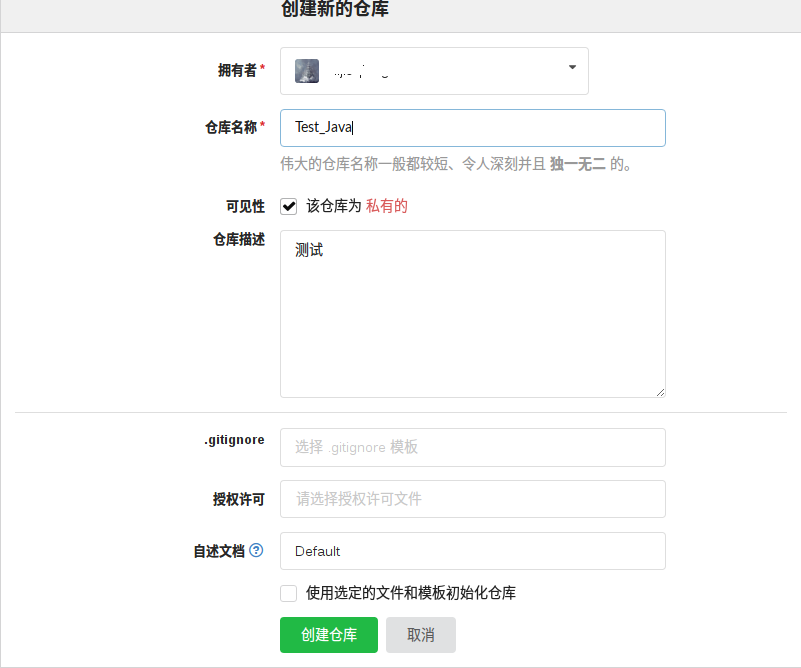 创建新的仓库
拥有者*
仓库名称* Test_Java
伟大的仓库名称一般都较短、令人深刻并且 独一无二 的。
可见性 该仓库为 私有的
仓库描述 测试
.gitignore 选择 .gitignore 模板
授权许可 请选择授权许可文件
自述文档 ? Default
使用选定的文件和模板初始化仓库
创建仓库 取消